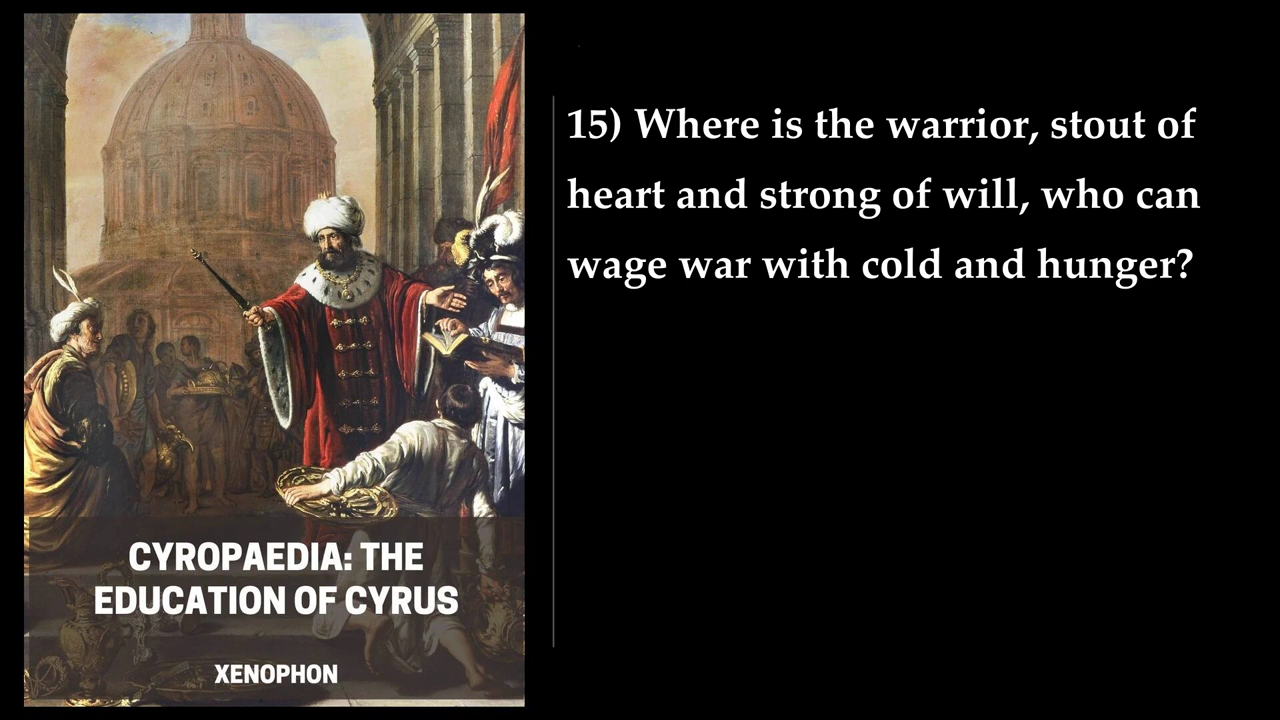 15) Where is the warrior, stout of
heart and strong of will, who can
wage war with cold and hunger?
CYROPAEDIA: THE
EDUCATION OF CYRUS
XENOPHON